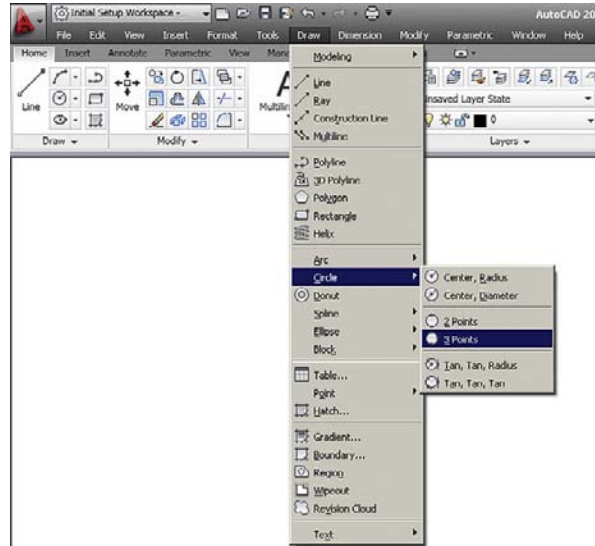 Initial Setup Workspace
AutoCAD 20
File Edit View Insert Format Tools Draw Dimension Modify Parametric Window Help
Home Insert Annotate Parametric View Mana
Line
Move
Multilin
nsaved Layer State
0
Draw
Modify
Layers
Modeling
Line
Ray
Construction Line
Multiline
Polyline
3D Polyline
Polygon
Rectangle
Helix
Arc
Circle
Donut
Spline
Ellipse
Block
Table...
Point
Hatch...
Gradient...
Boundary...
Region
Wipeout
Revision Cloud
Text
Center, Radius
Center, Diameter
2 Points
3 Points
Tan, Tan, Radius
Tan, Tan, Tan